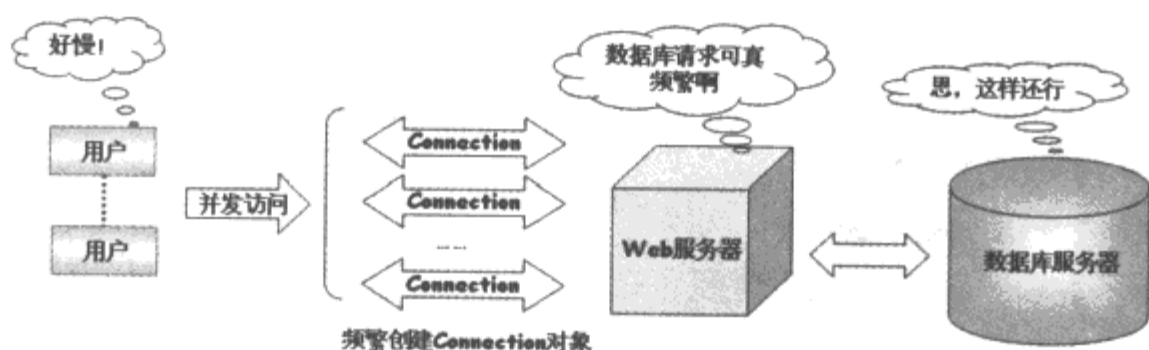 好慢!
数据库请求可真
频繁啊
恩，这样还行
用户
并发访问
用户
Connection
Connection
……
Connection
频繁创建Connection对象
Web服务器
数据库服务器